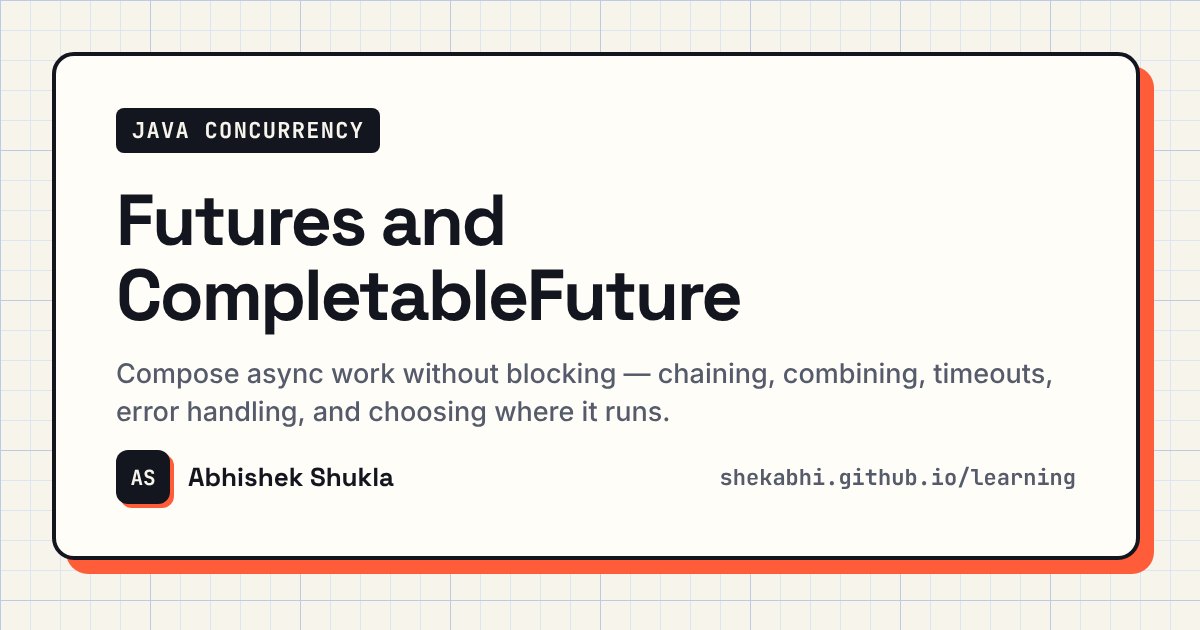 JAVA CONCURRENCY
Futures and
CompletableFuture
Compose async work without blocking — chaining, combining, timeouts,
error handling, and choosing where it runs.
AS
Abhishek Shukla
shekabhi.github.io/learning